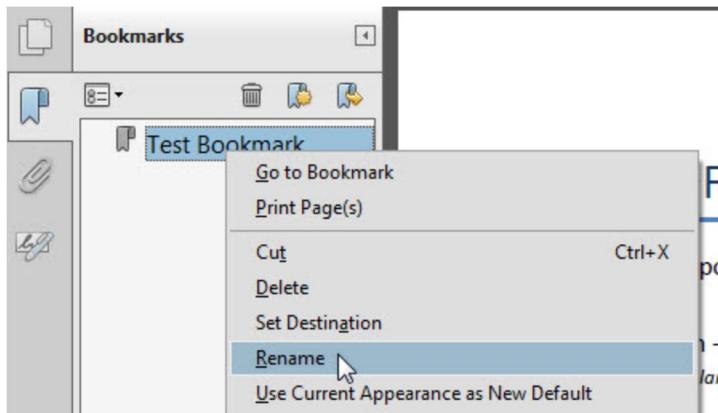 Bookmarks
Test Bookmark
Go to Bookmark
Print Page(s)
Cut Ctrl+X
Delete
Set Destination
Rename
Use Current Appearance as New Default